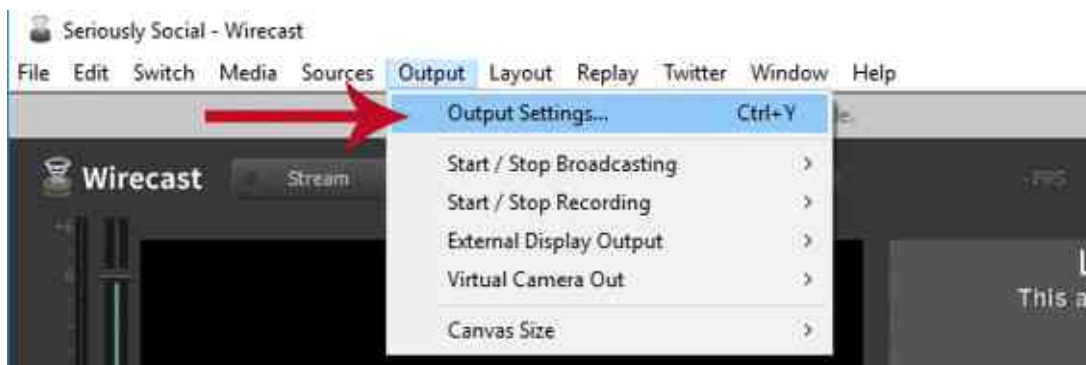 Seriously Social - Wirecast
File Edit Switch Media Sources Output Layout Replay Twitter Window Help
Output Settings... Ctrl+Y
Wirecast Stream
Start / Stop Broadcasting
Start / Stop Recording
External Display Output
Virtual Camera Out
This a
Canvas Size